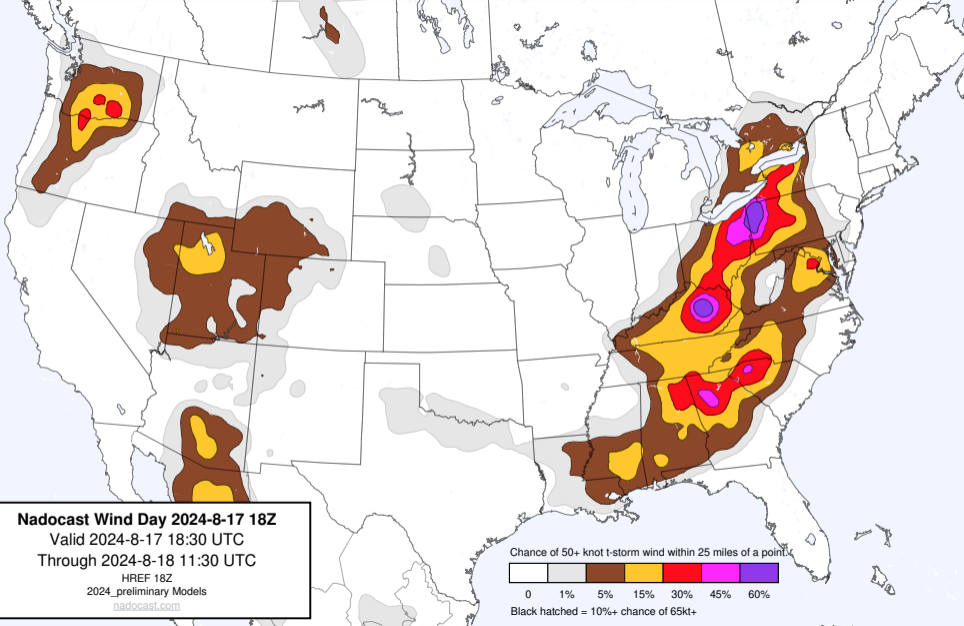 Nadocast Wind Day 2024-8-17 18Z
Valid 2024-8-17 18:30 UTC
Through 2024-8-18 11:30 UTC
HREF 18Z
2024_preliminary Models
nadocast.com
Chance of 50+ knot t-storm wind within 25 miles of a point.
0 1% 5% 15% 30% 45% 60%
Black hatched = 10%+ chance of 65kt+